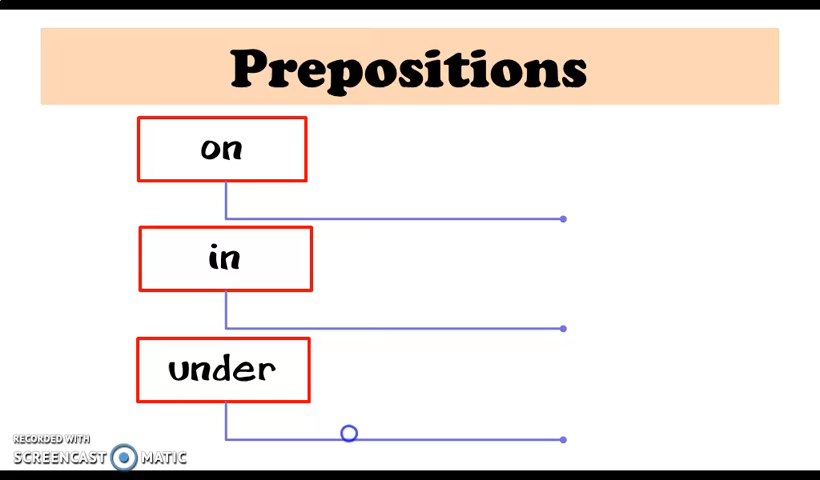 Prepositions
on
in
under
RECORDED WITH
SCREENCAST MATIC